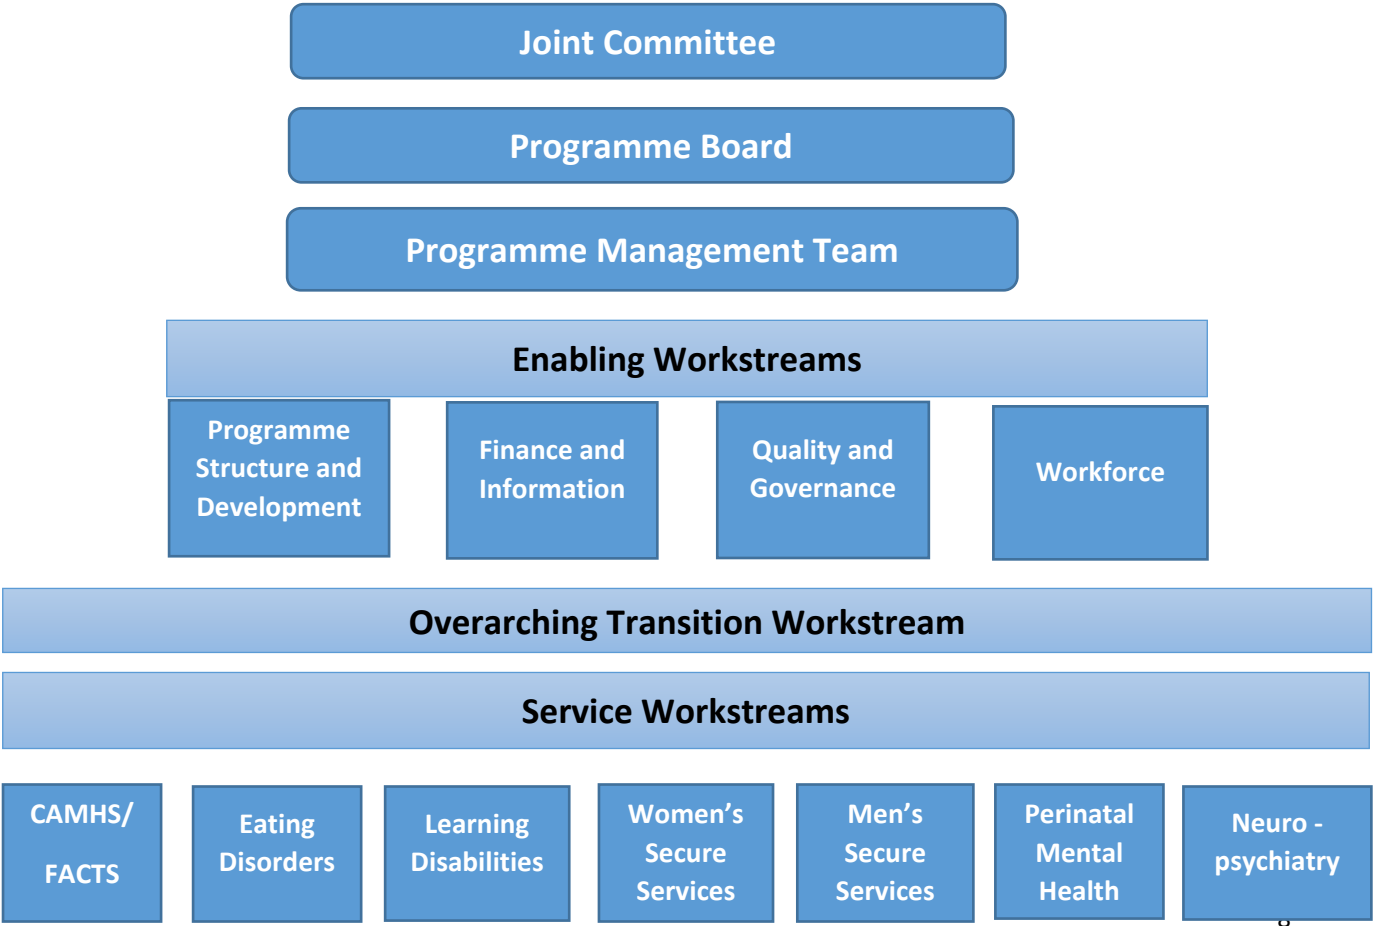 Joint Committee
Programme Board
Programme Management Team
Enabling Workstreams
Programme
Structure and
Development
Finance and
Information
Quality and
Governance
Workforce
Overarching Transition Workstream
Service Workstreams
CAMHS/
FACTS
Eating
Disorders
Learning
Disabilities
Women’s
Secure
Services
Men’s
Secure
Services
Perinatal
Mental
Health
Neuro -
psychiatry